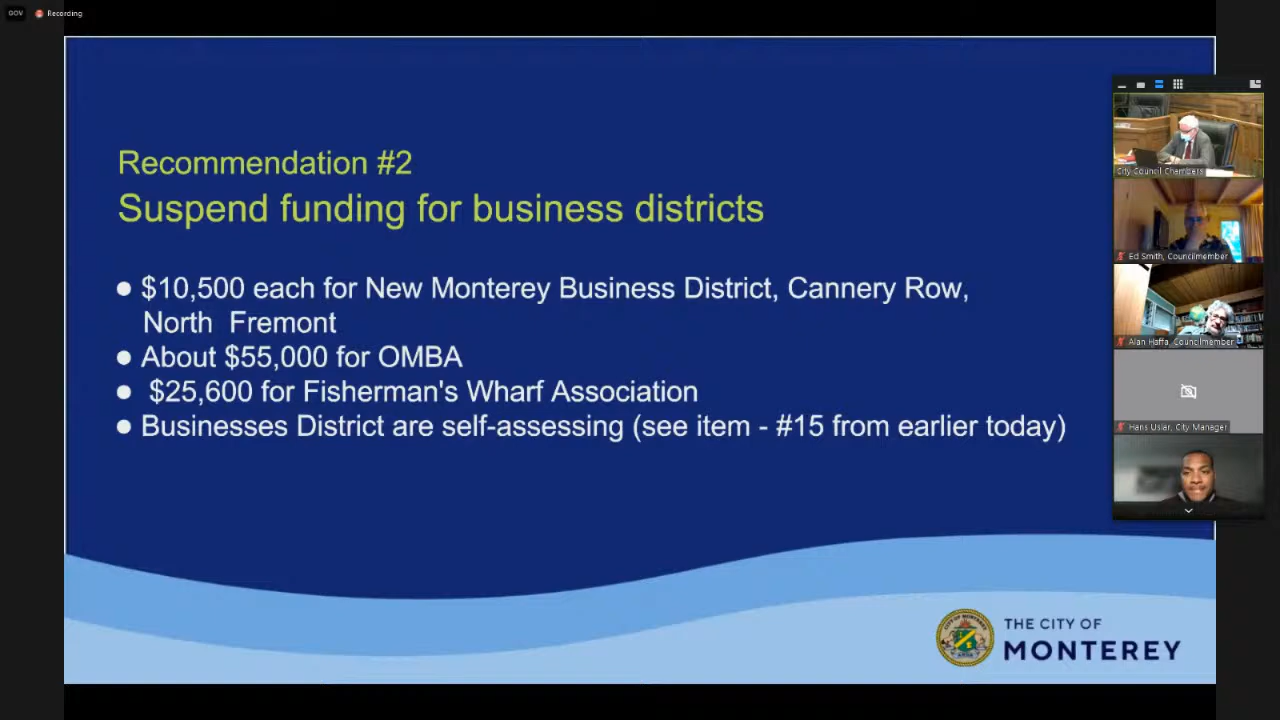 GOV Recording
Recommendation #2
Suspend funding for business districts
● $10,500 each for New Monterey Business District, Cannery Row,
North Fremont
● About $55,000 for OMBA
● $25,600 for Fisherman's Wharf Association
● Businesses District are self-assessing (see item - #15 from earlier today)
City Council Chambers
Ed Smith, Councilmember
Alan Haffa, Councilmember
Hans Uslar, City Manager
THE CITY OF
MONTEREY